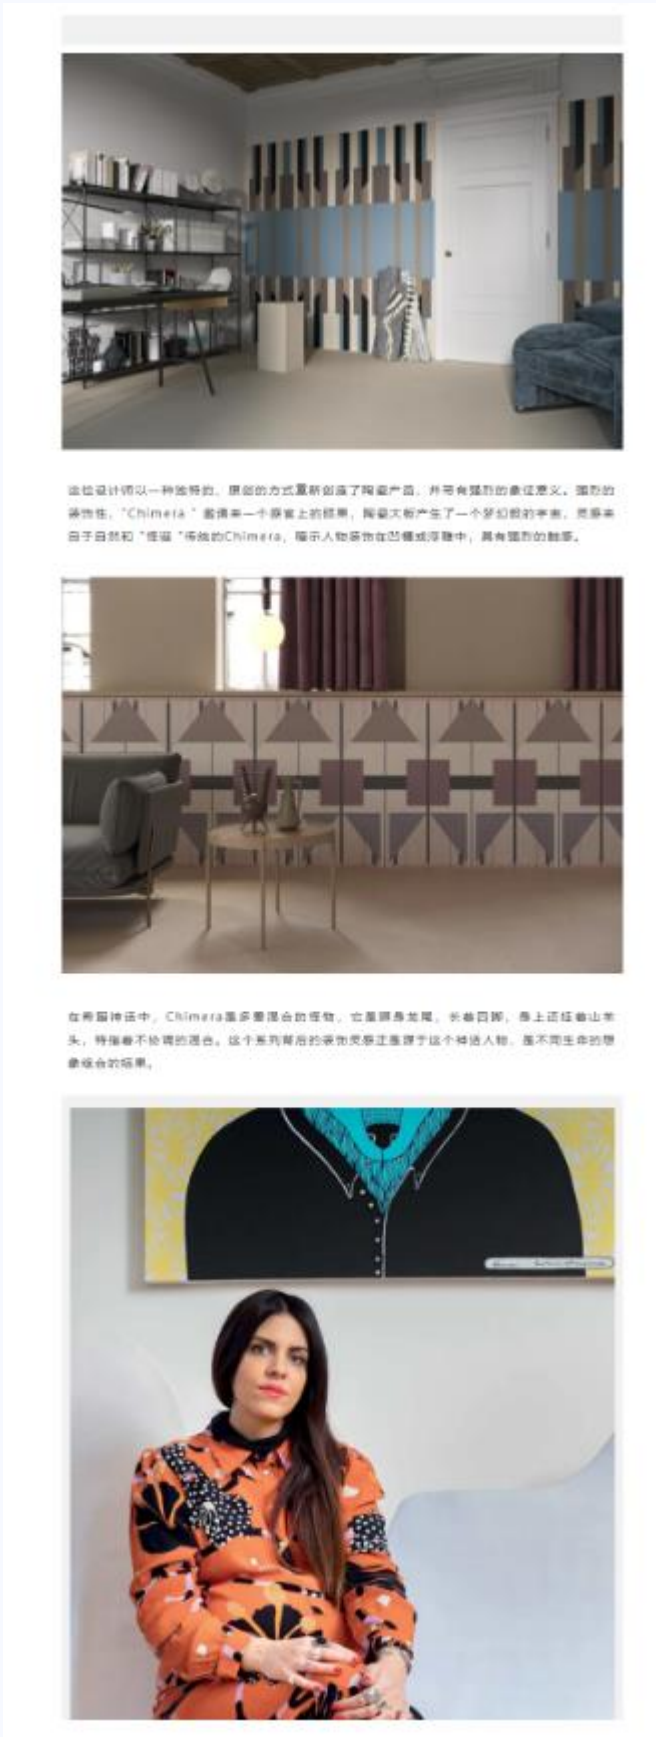 这位设计师以一种独特的、原创的方式重新创造了陶瓷产品，并带有强烈的象征意义。强烈的
装饰性，“Chimera ”邀请来一个感官上的效果，陶瓷大板产生了一个梦幻般的宇宙，灵感来
自于自然和“怪诞”传统的Chimera，暗示人物装饰在凹槽或浮雕中，具有强烈的触感。
在希腊神话中，Chimera是多重混合的怪物，它是狮身龙尾，长着四脚，身上还挂着山羊
头，特指着不协调的混合。这个系列背后的装饰灵感正是源于这个神话人物，是不同生命的想
象结合的结果。